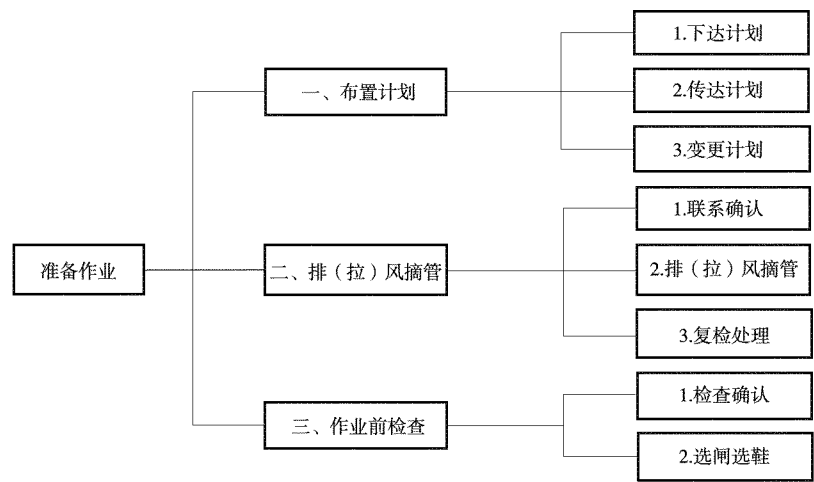 准备作业
一、布置计划
1.下达计划
2.传达计划
3.变更计划
二、排（拉）风摘管
1.联系确认
2.排（拉）风摘管
3.复检处理
三、作业前检查
1.检查确认
2.选闸选鞋